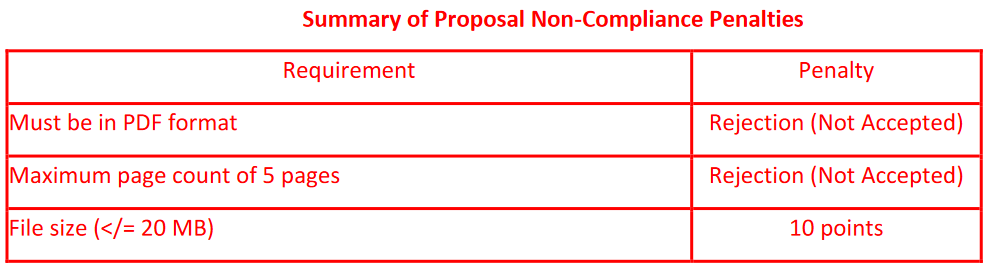 Summary of Proposal Non-Compliance Penalties
Requirement Penalty
Must be in PDF format Rejection (Not Accepted)
Maximum page count of 5 pages Rejection (Not Accepted)
File size (</= 20 MB) 10 points